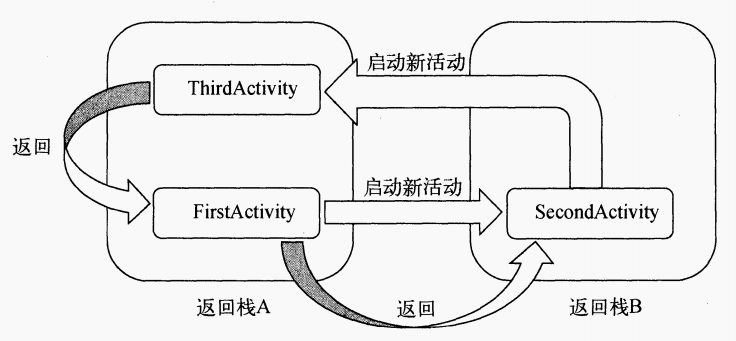 启动新活动
ThirdActivity
返回
启动新活动
FirstActivity
SecondActivity
返回栈A
返回
返回栈B